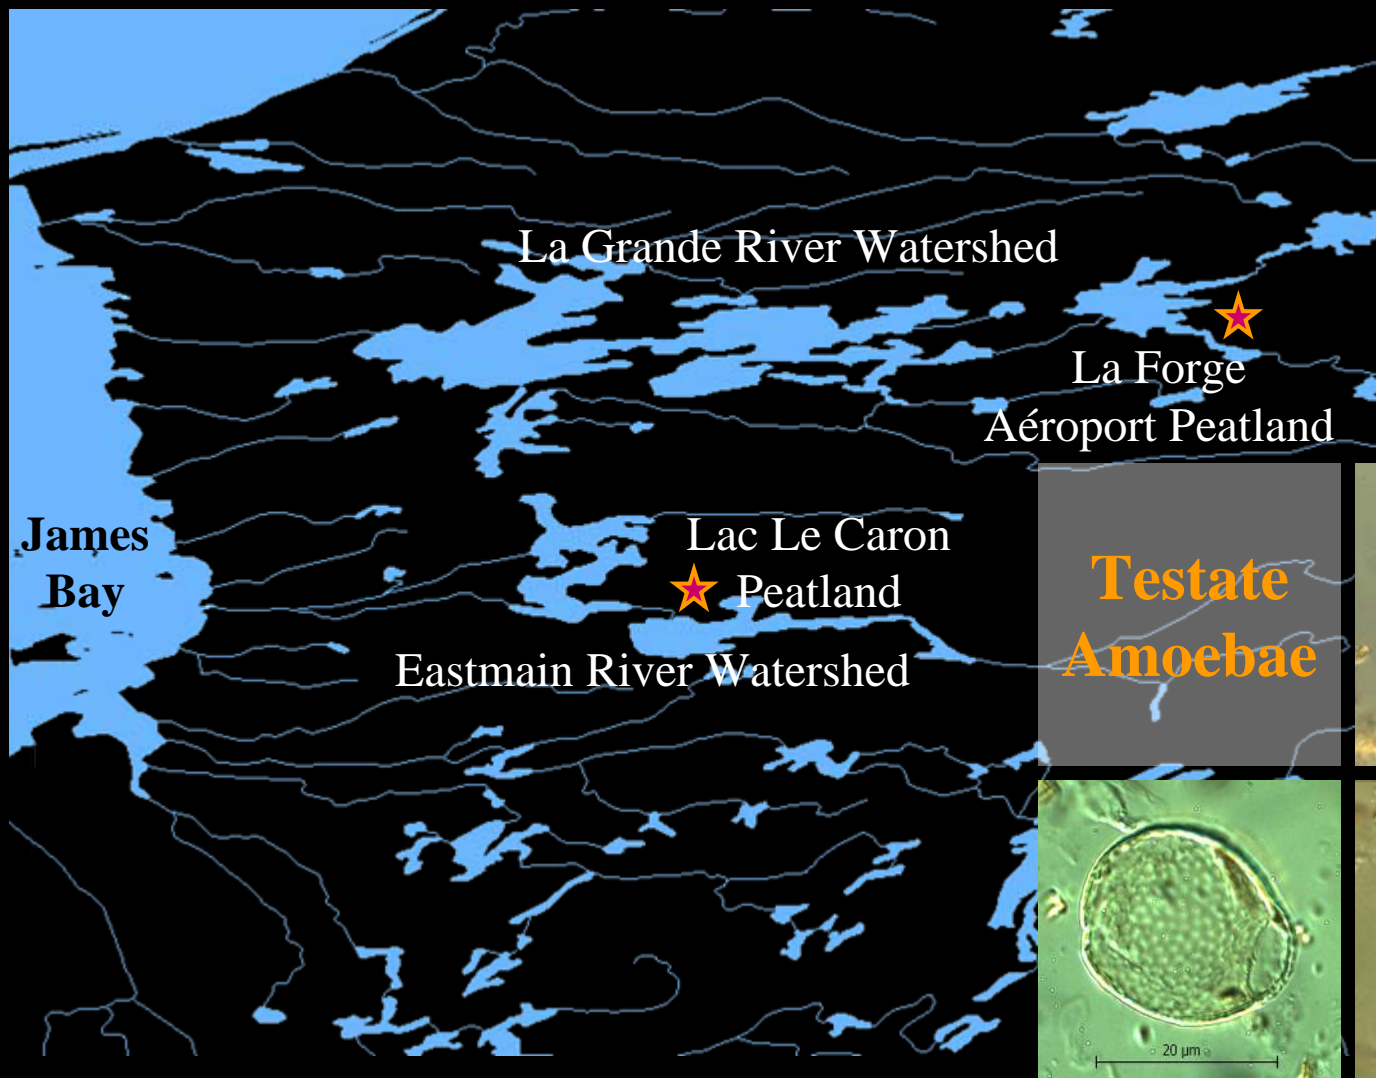 La Grande River Watershed
La Forge
Aéroport Peatland
James
Bay
Lac Le Caron
Peatland
Eastmain River Watershed
Testate
Amoebae
20 µm